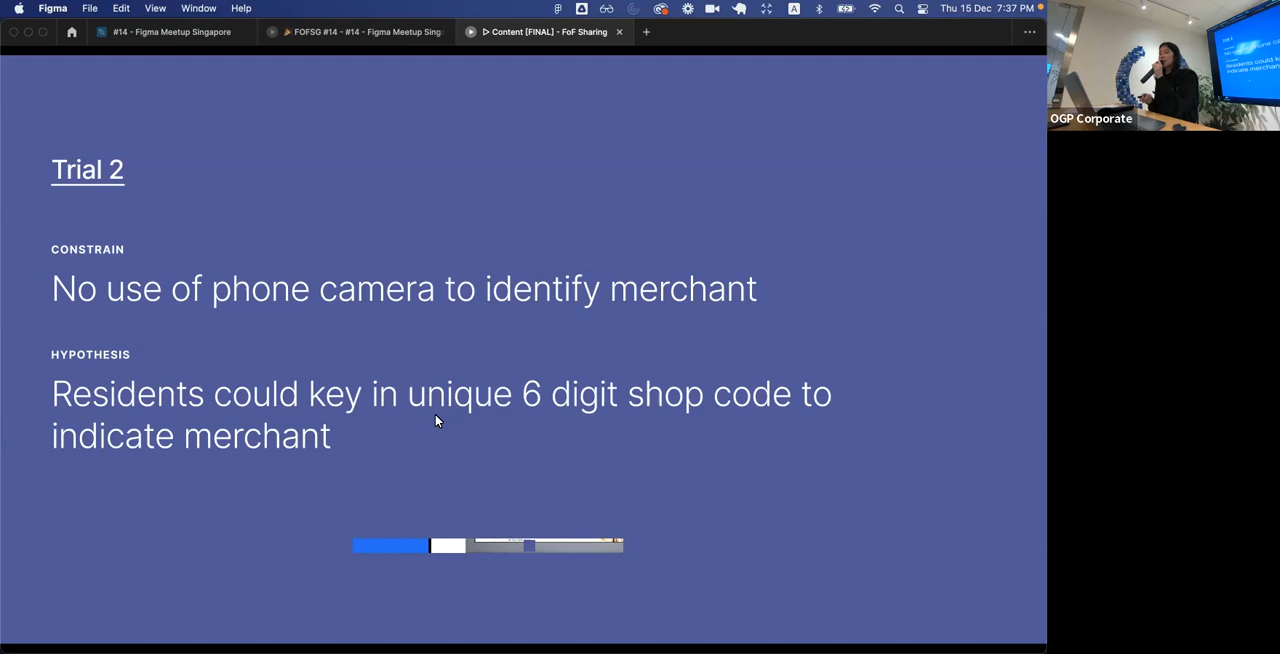 Figma File Edit View Window Help
A
Thu 15 Dec 7:37 PM
#14 - Figma Meetup Singapore
FOFSG #14 - #14 - Figma Meetup Sing
Content [FINAL] - FoF Sharing
Trial 2
CONSTRAIN
No use of phone camera to identify merchant
HYPOTHESIS
Residents could key in unique 6 digit shop code to
indicate merchant
OGP Corporate